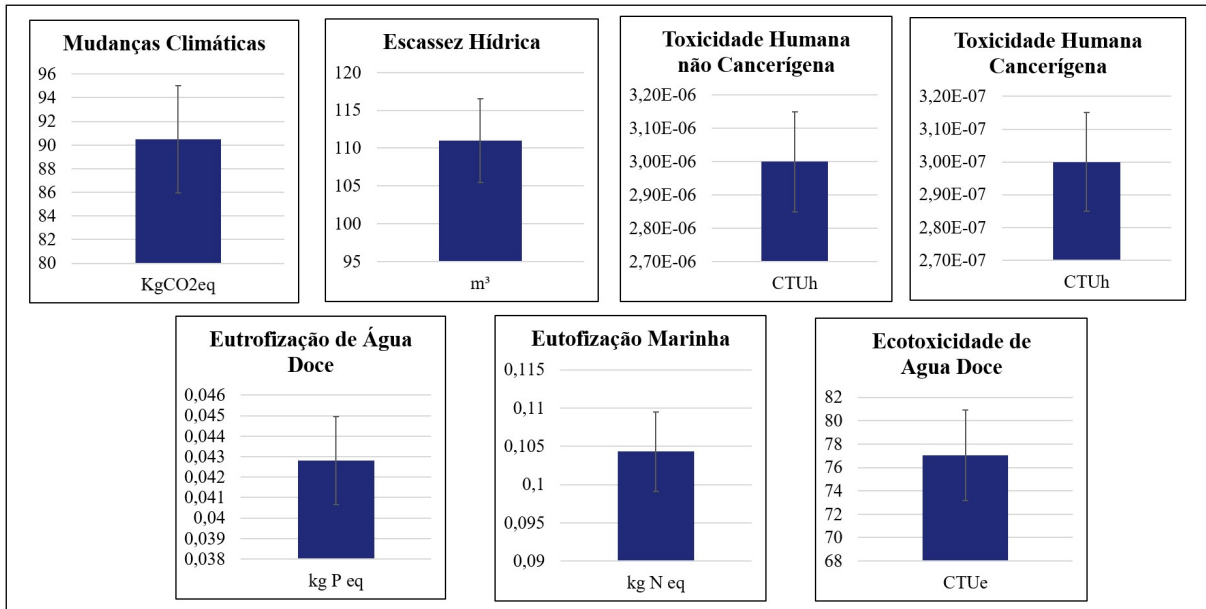 Mudanças Climáticas
96
94
92
90
88
86
84
82
80
KgCO2eq
Escassez Hídrica
120
115
110
105
100
95
m³
Toxicidade Humana
não Cancerígena
3,20E-06
3,10E-06
3,00E-06
2,90E-06
2,80E-06
2,70E-06
CTUh
Toxicidade Humana
Cancerígena
3,20E-07
3,10E-07
3,00E-07
2,90E-07
2,80E-07
2,70E-07
CTUh
Eutrofização de Água
Doce
0,046
0,045
0,044
0,043
0,042
0,041
0,04
0,039
0,038
kg P eq
Eutofização Marinha
0,115
0,11
0,105
0,1
0,095
0,09
kg N eq
Ecotoxicidade de
Agua Doce
82
80
78
76
74
72
70
68
CTUe